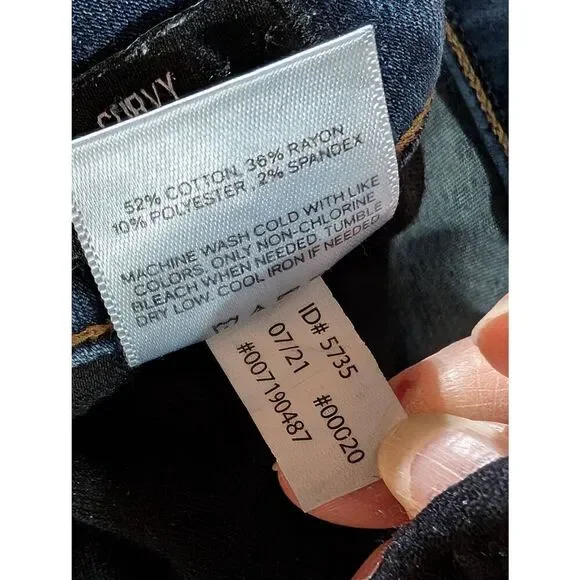 CURVY
52% COTTON, 36% RAYON
10% POLYESTER, 2% SPANDEX
MACHINE WASH COLD WITH LIKE
COLORS, ONLY NON-CHLORINE
BLEACH WHEN NEEDED, TUMBLE
DRY LOW. COOL IRON IF NEEDED.
ID# 5735
07/21 #00020
#007190487